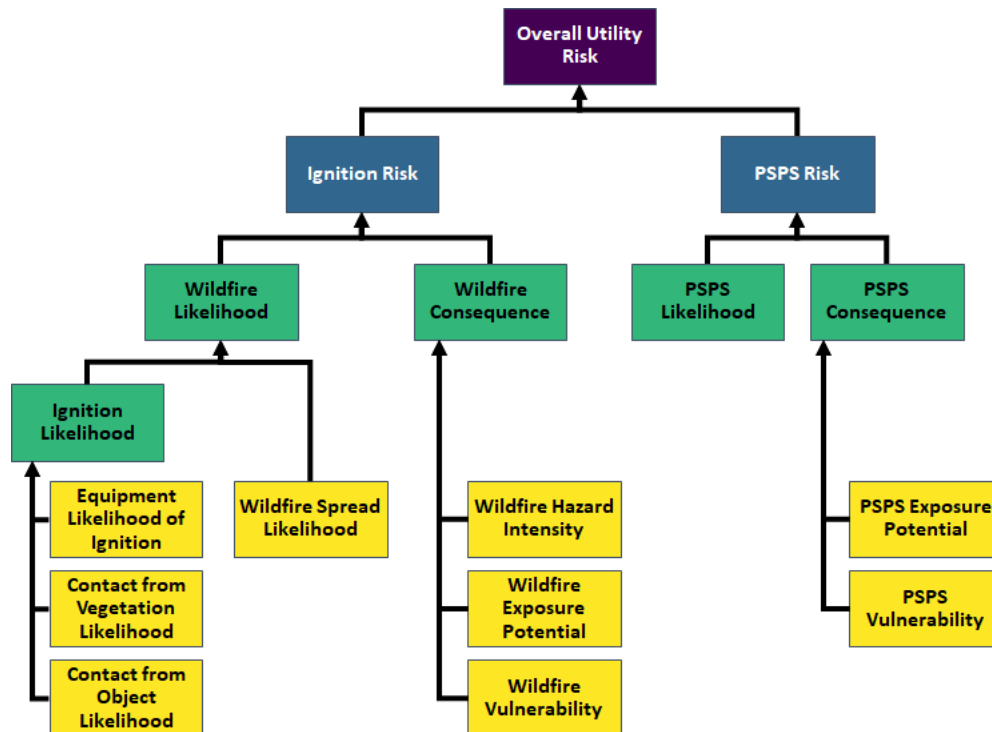 Overall Utility
Risk
Ignition Risk
PSPS Risk
Wildfire
Likelihood
Wildfire
Consequence
PSPS
Likelihood
PSPS
Consequence
Ignition
Likelihood
Equipment
Likelihood of
Ignition
Wildfire Spread
Likelihood
Wildfire Hazard
Intensity
PSPS Exposure
Potential
Contact from
Vegetation
Likelihood
Wildfire
Exposure
Potential
PSPS
Vulnerability
Contact from
Object
Likelihood
Wildfire
Vulnerability